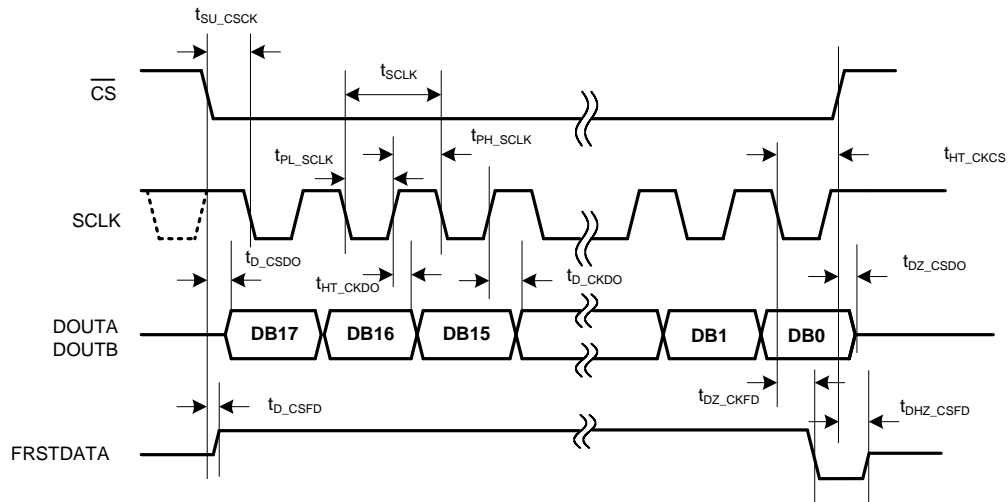 tSU_CSCK
CS
tSCLK
tPH_SCLK
tPL_SCLK
tHT_CKCS
SCLK
tD_CSDO
tHT_CKDO
tD_CKDO
tDZ_CSDO
DOUTA
DOUTB
DB17
DB16
DB15
DB1
DB0
tD_CSFD
tDZ_CKFD
tDHZ_CSFD
FRSTDATA